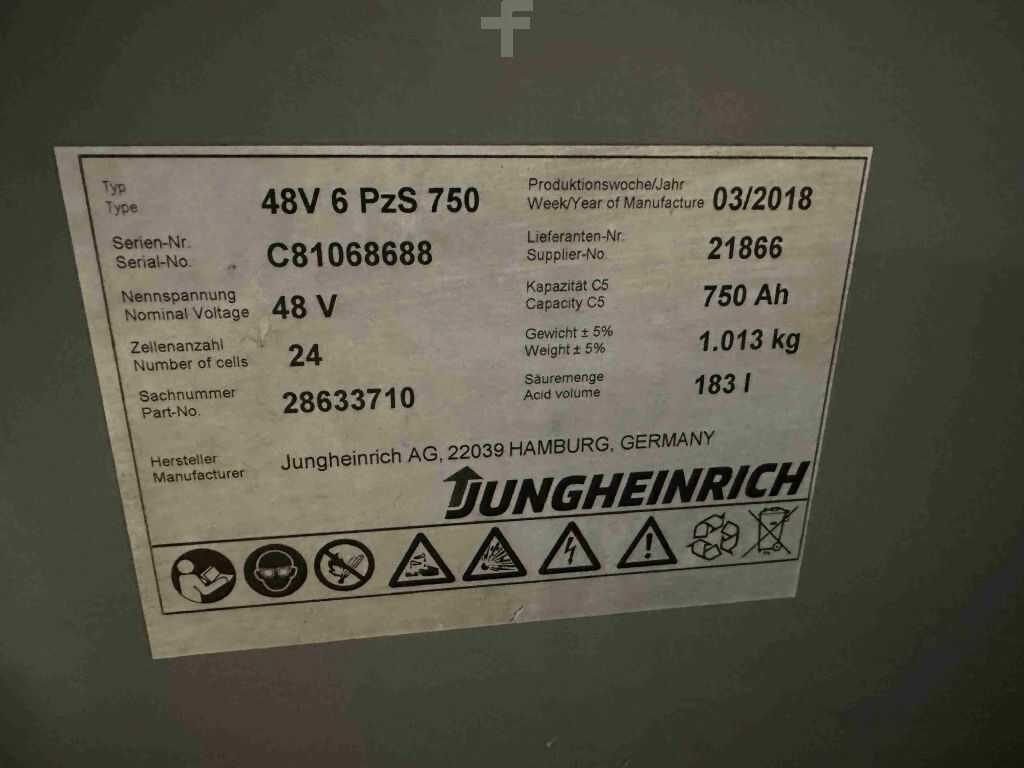 Typ
Type
48V 6 PzS 750
Serien-Nr.
Serial-No.
C81068688
Nennspannung
Nominal Voltage
48 V
Zellenanzahl
Number of cells
24
Sachnummer
Part-No.
28633710
Produktionswoche/Jahr
Week/Year of Manufacture
03/2018
Lieferanten-Nr.
Supplier-No.
21866
Kapazität C5
Capacity C5
750 Ah
Gewicht ± 5%
Weight ± 5%
1.013 kg
Säuremenge
Acid volume
183 l
Hersteller
Manufacturer
Jungheinrich AG, 22039 HAMBURG, GERMANY
JUNGHEINRICH
f